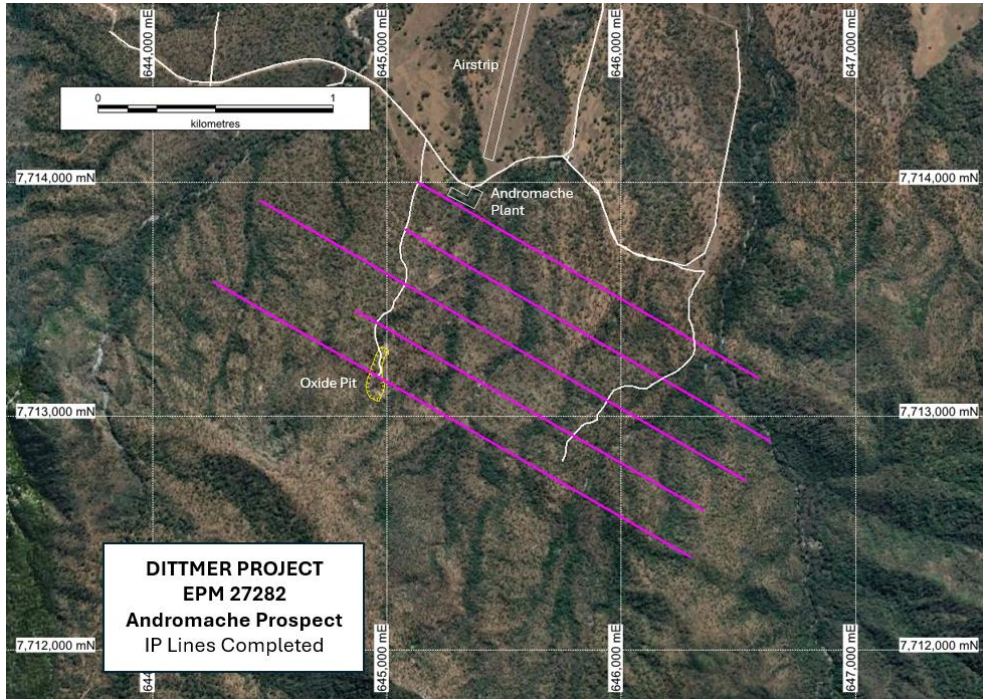 644,000 mE
645,000 mE
646,000 mE
647,000 mE
Airstrip
0
1
kilometres
7,714,000 mN
7,714,000 mN
Andromache
Plant
Oxide Pit
7,713,000 mN
7,713,000 mN
DITTMER PROJECT
EPM 27282
Andromache Prospect
IP Lines Completed
7,712,000 mN
7,712,000 mN
644
645,000 mE
646,000 mE
647,000 mE